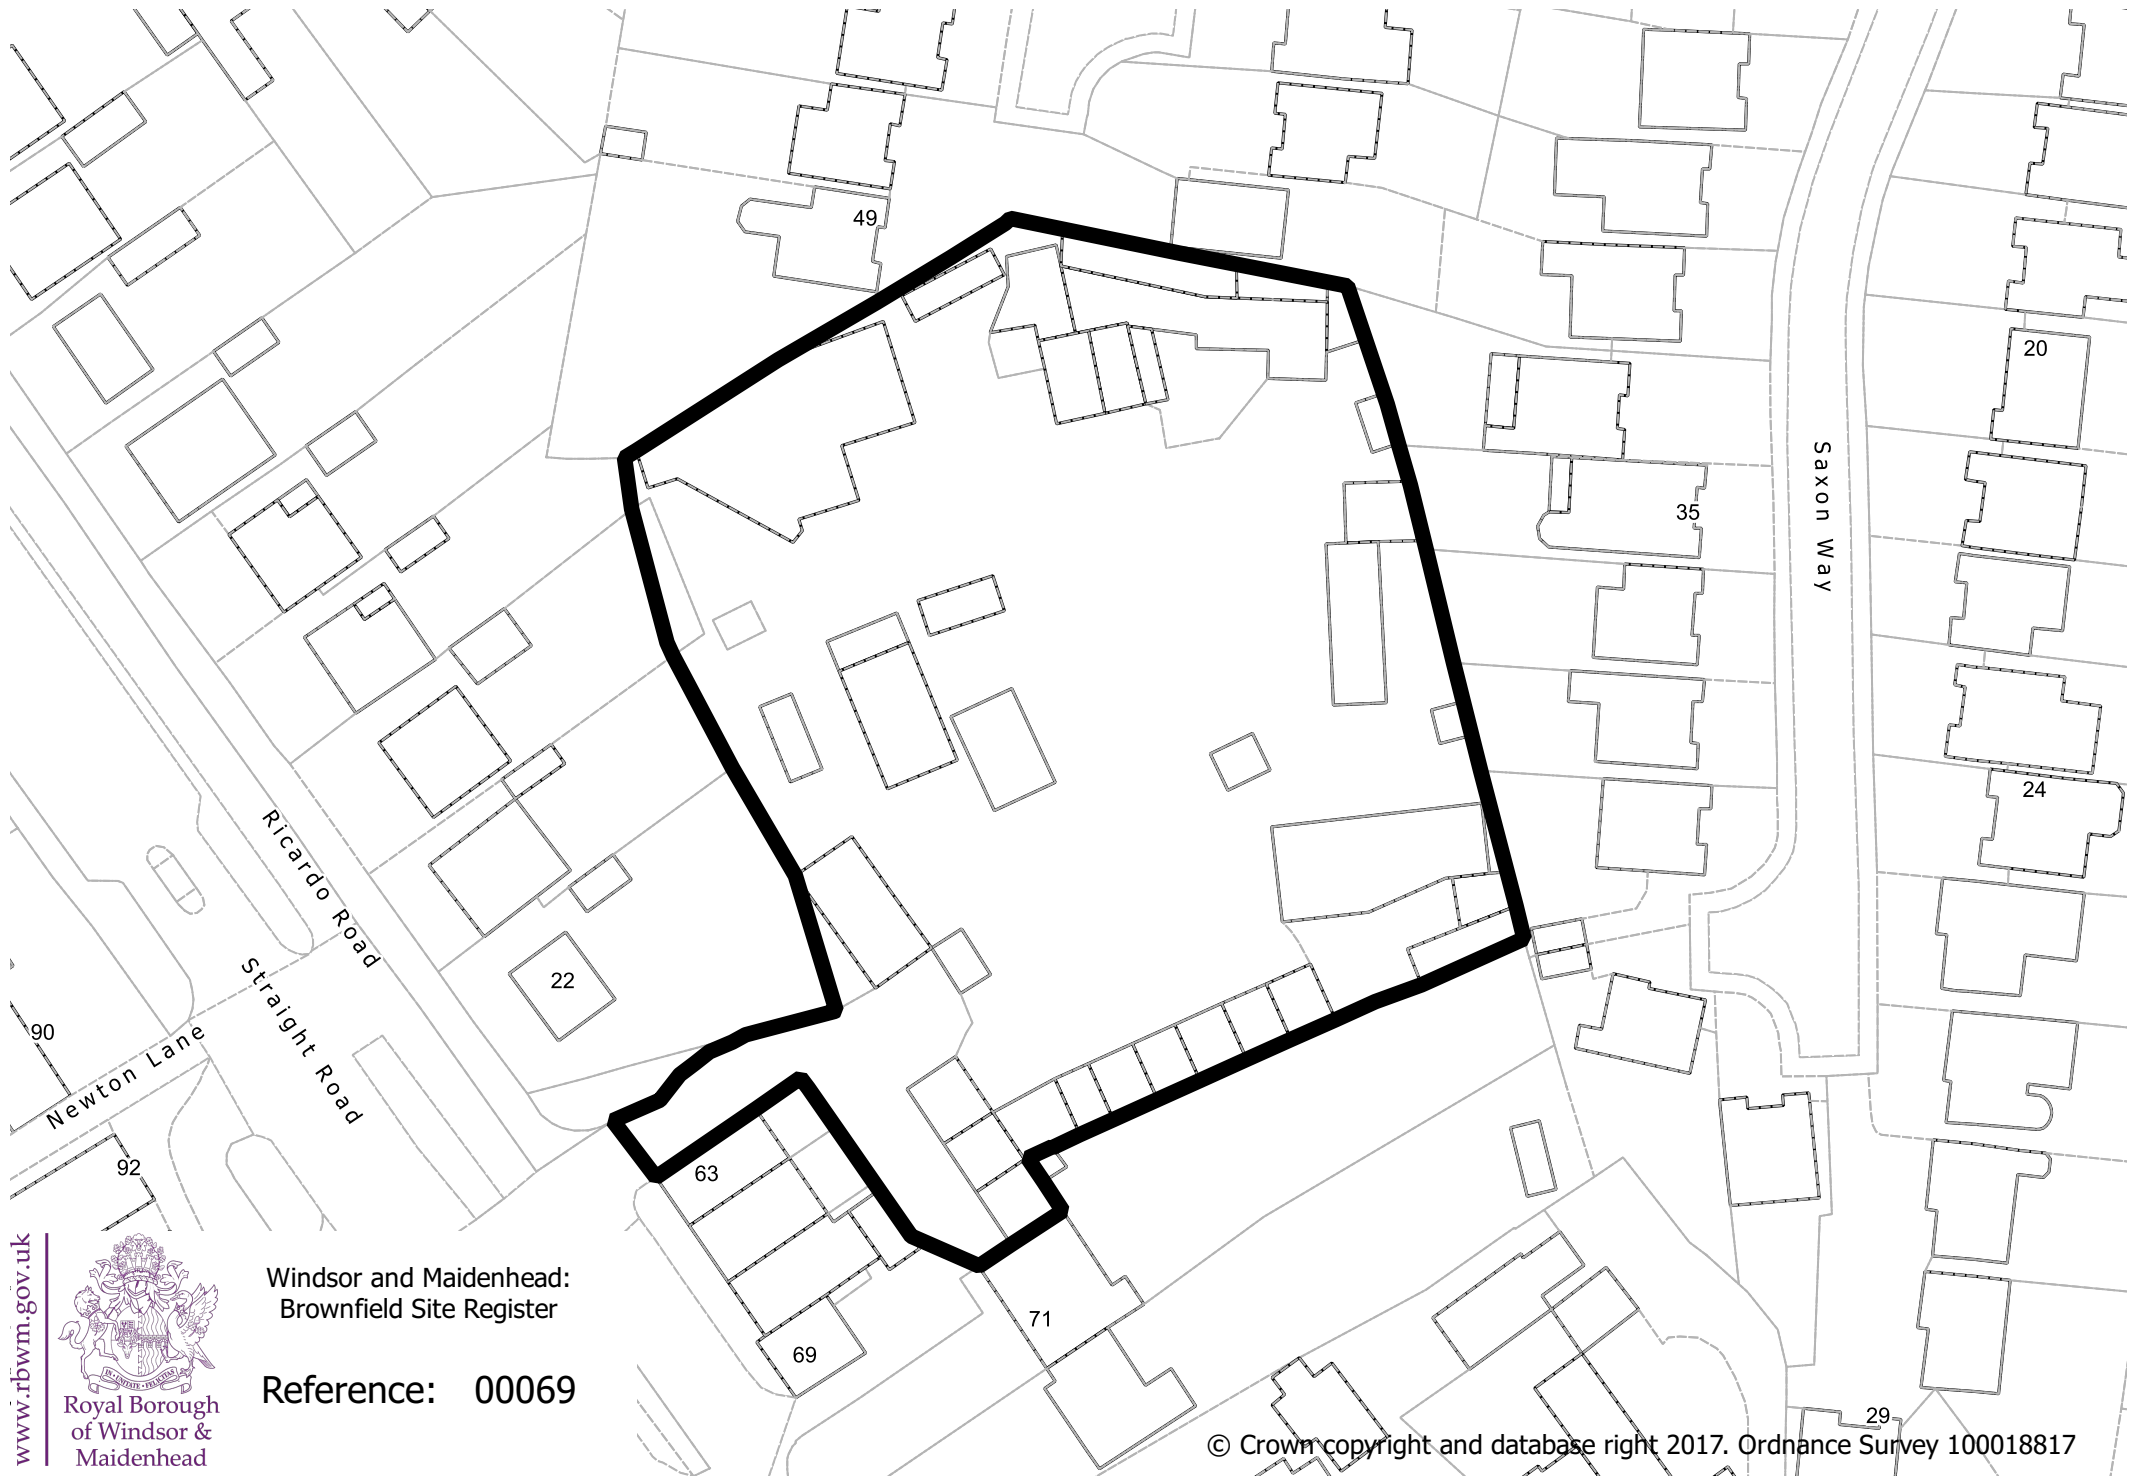 49
20
Saxon Way
35
24
Ricardo Road
22
Straight Road
90
Newton Lane
92
63
71
69
29
www.rbwm.gov.uk
Royal Borough
of Windsor &
Maidenhead
Windsor and Maidenhead:
Brownfield Site Register
Reference: 00069
© Crown copyright and database right 2017. Ordnance Survey 100018817